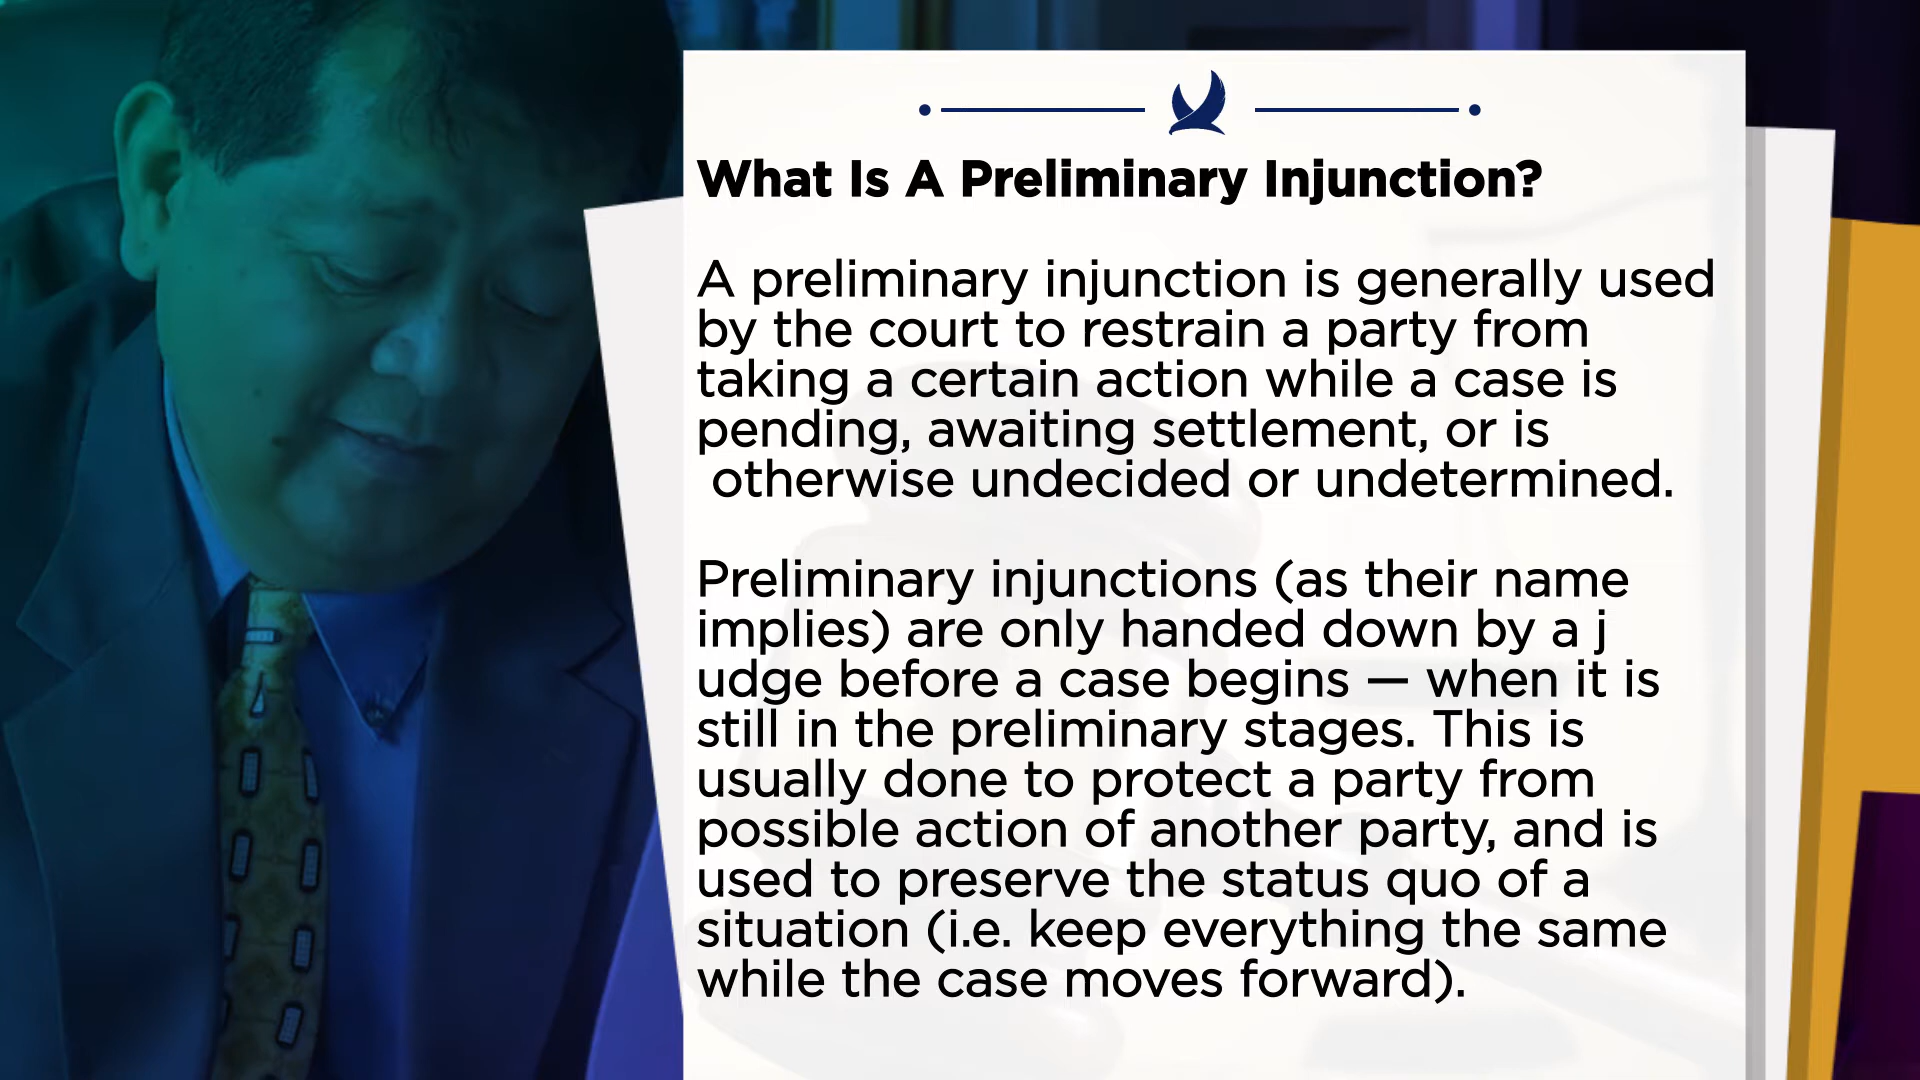 What Is A Preliminary Injunction?
A preliminary injunction is generally used
by the court to restrain a party from
taking a certain action while a case is
pending, awaiting settlement, or is
otherwise undecided or undetermined.
Preliminary injunctions (as their name
implies) are only handed down by a j
udge before a case begins — when it is
still in the preliminary stages. This is
usually done to protect a party from
possible action of another party, and is
used to preserve the status quo of a
situation (i.e. keep everything the same
while the case moves forward).